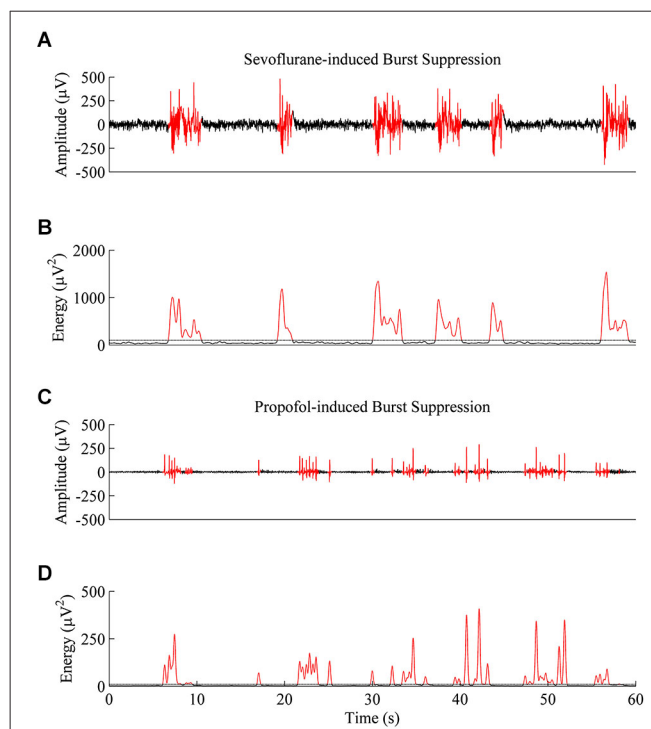 A
Sevoflurane-induced Burst Suppression
Amplitude (µV)
500
250
0
-250
-500
B
Energy (µV²)
2000
1000
0
C
Propofol-induced Burst Suppression
Amplitude (µV)
500
250
0
-250
-500
D
Energy (µV²)
500
250
0
0 10 20 30 40 50 60
Time (s)